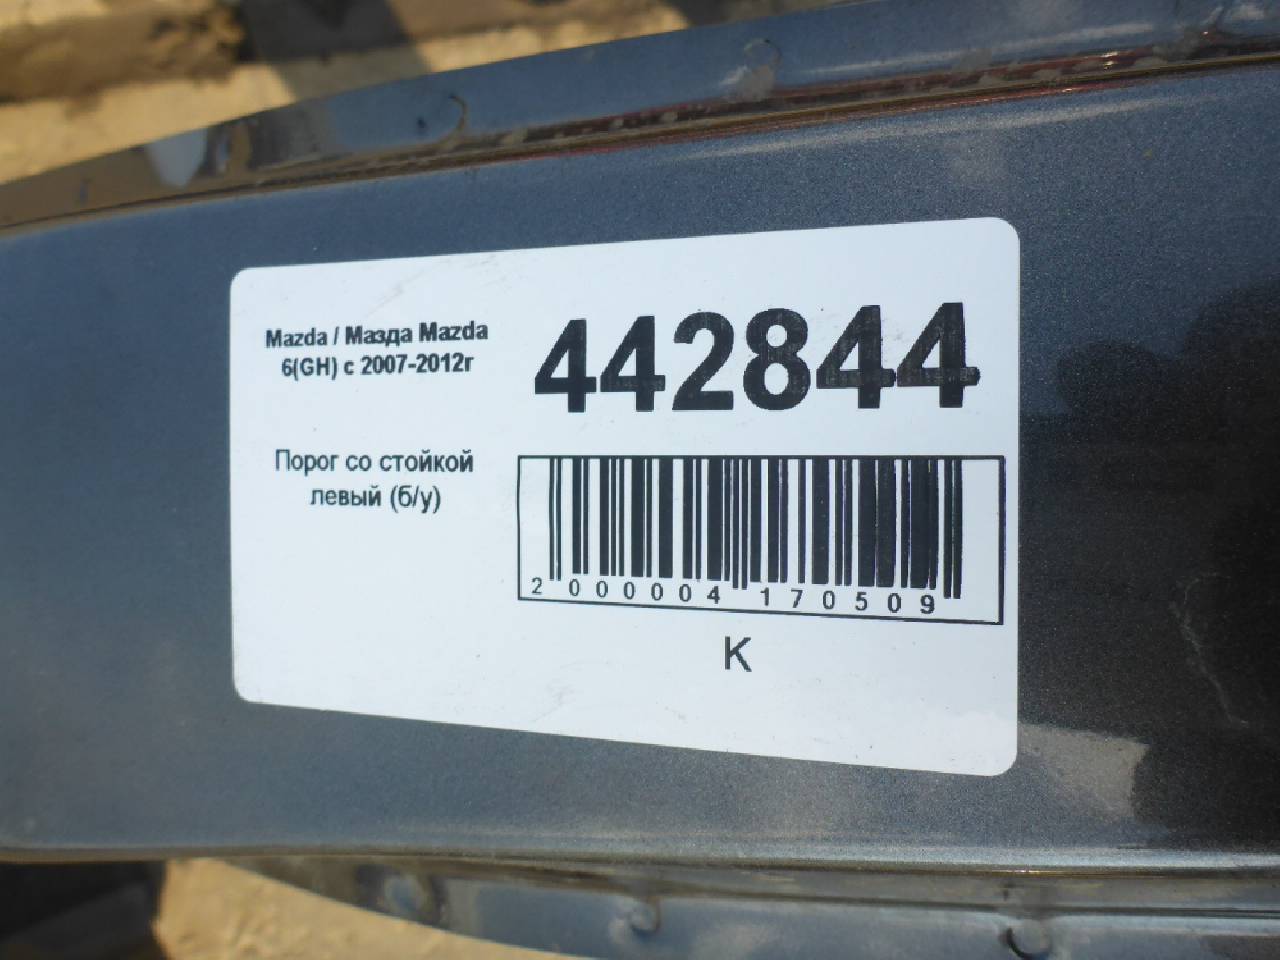 Mazda / Мазда Mazda
6(GH) с 2007-2012г
442844
Порог со стойкой
левый (б/у)
2 000004 170509
К